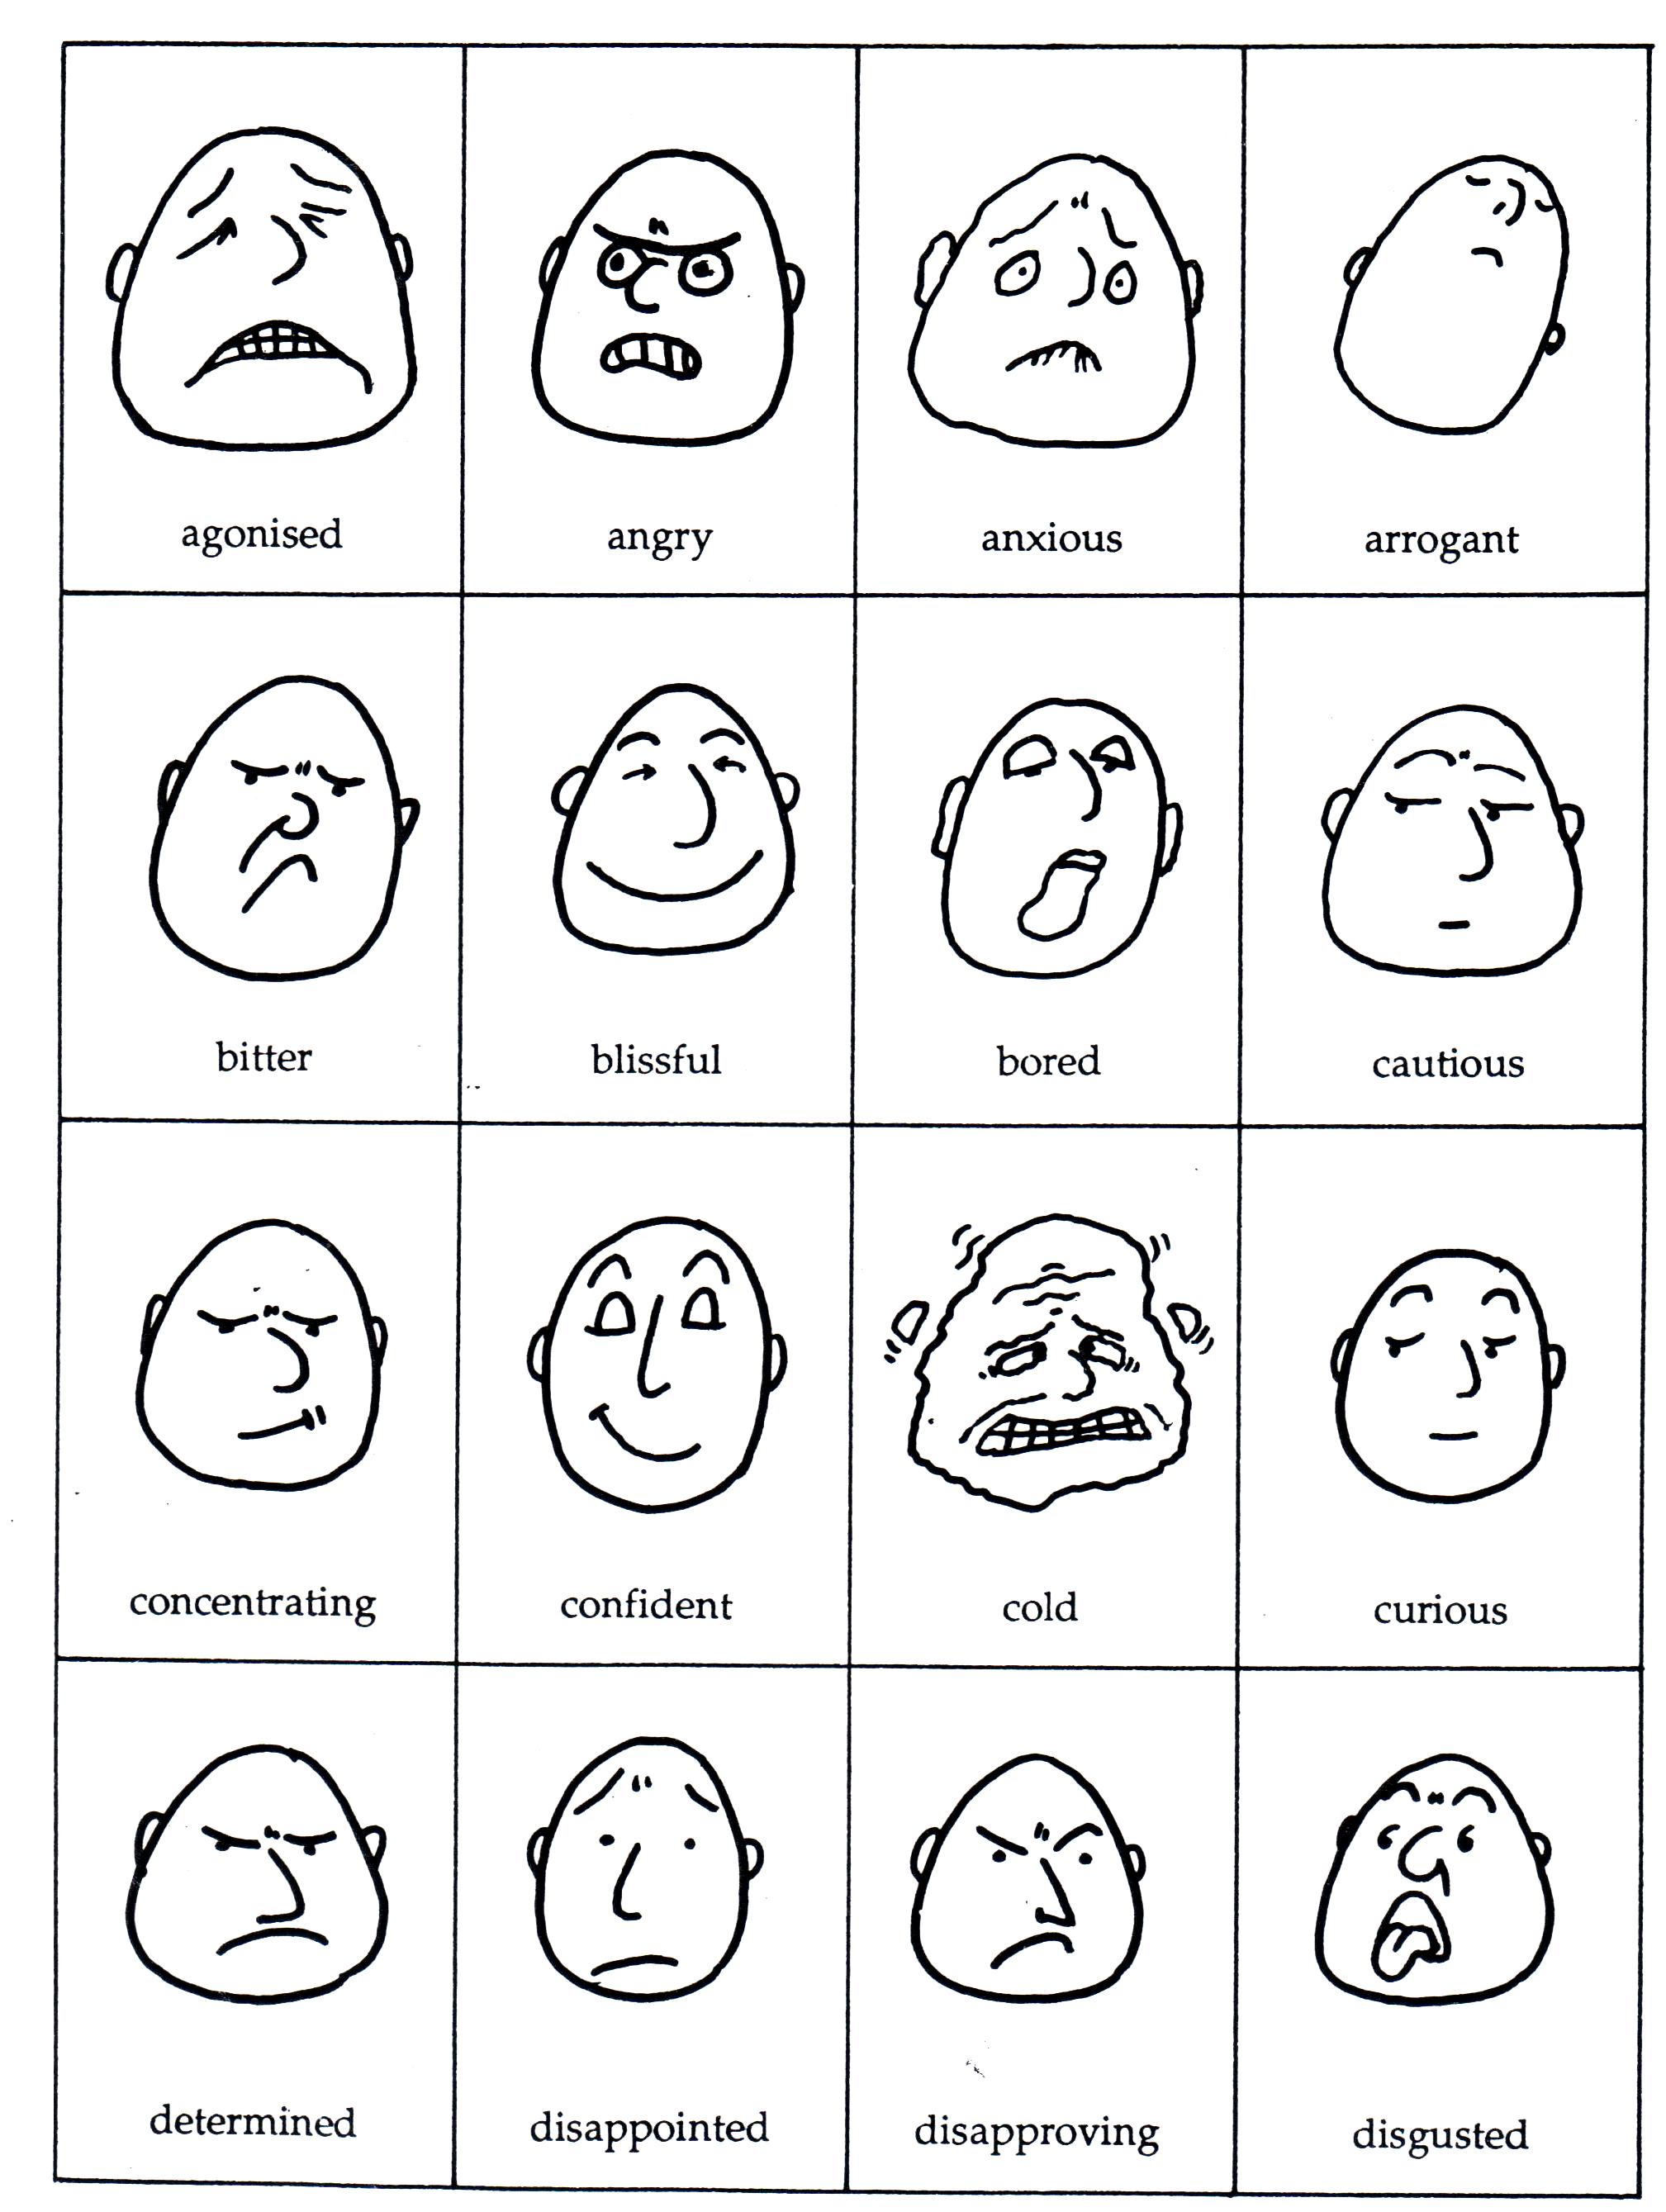 agonised
angry
anxious
arrogant
bitter
blissful
bored
cautious
concentrating
confident
cold
curious
determined
disappointed
disapproving
disgusted